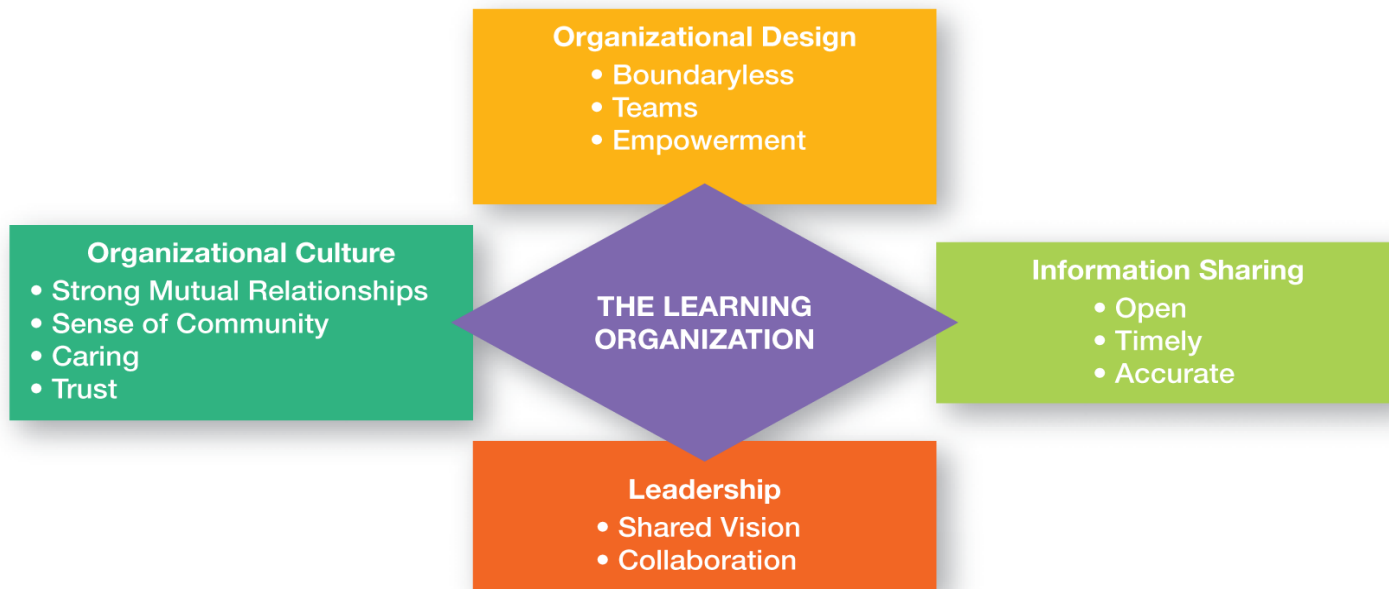 Organizational Design
• Boundaryless
• Teams
• Empowerment
Organizational Culture
• Strong Mutual Relationships
• Sense of Community
• Caring
• Trust
THE LEARNING
ORGANIZATION
Information Sharing
• Open
• Timely
• Accurate
Leadership
• Shared Vision
• Collaboration